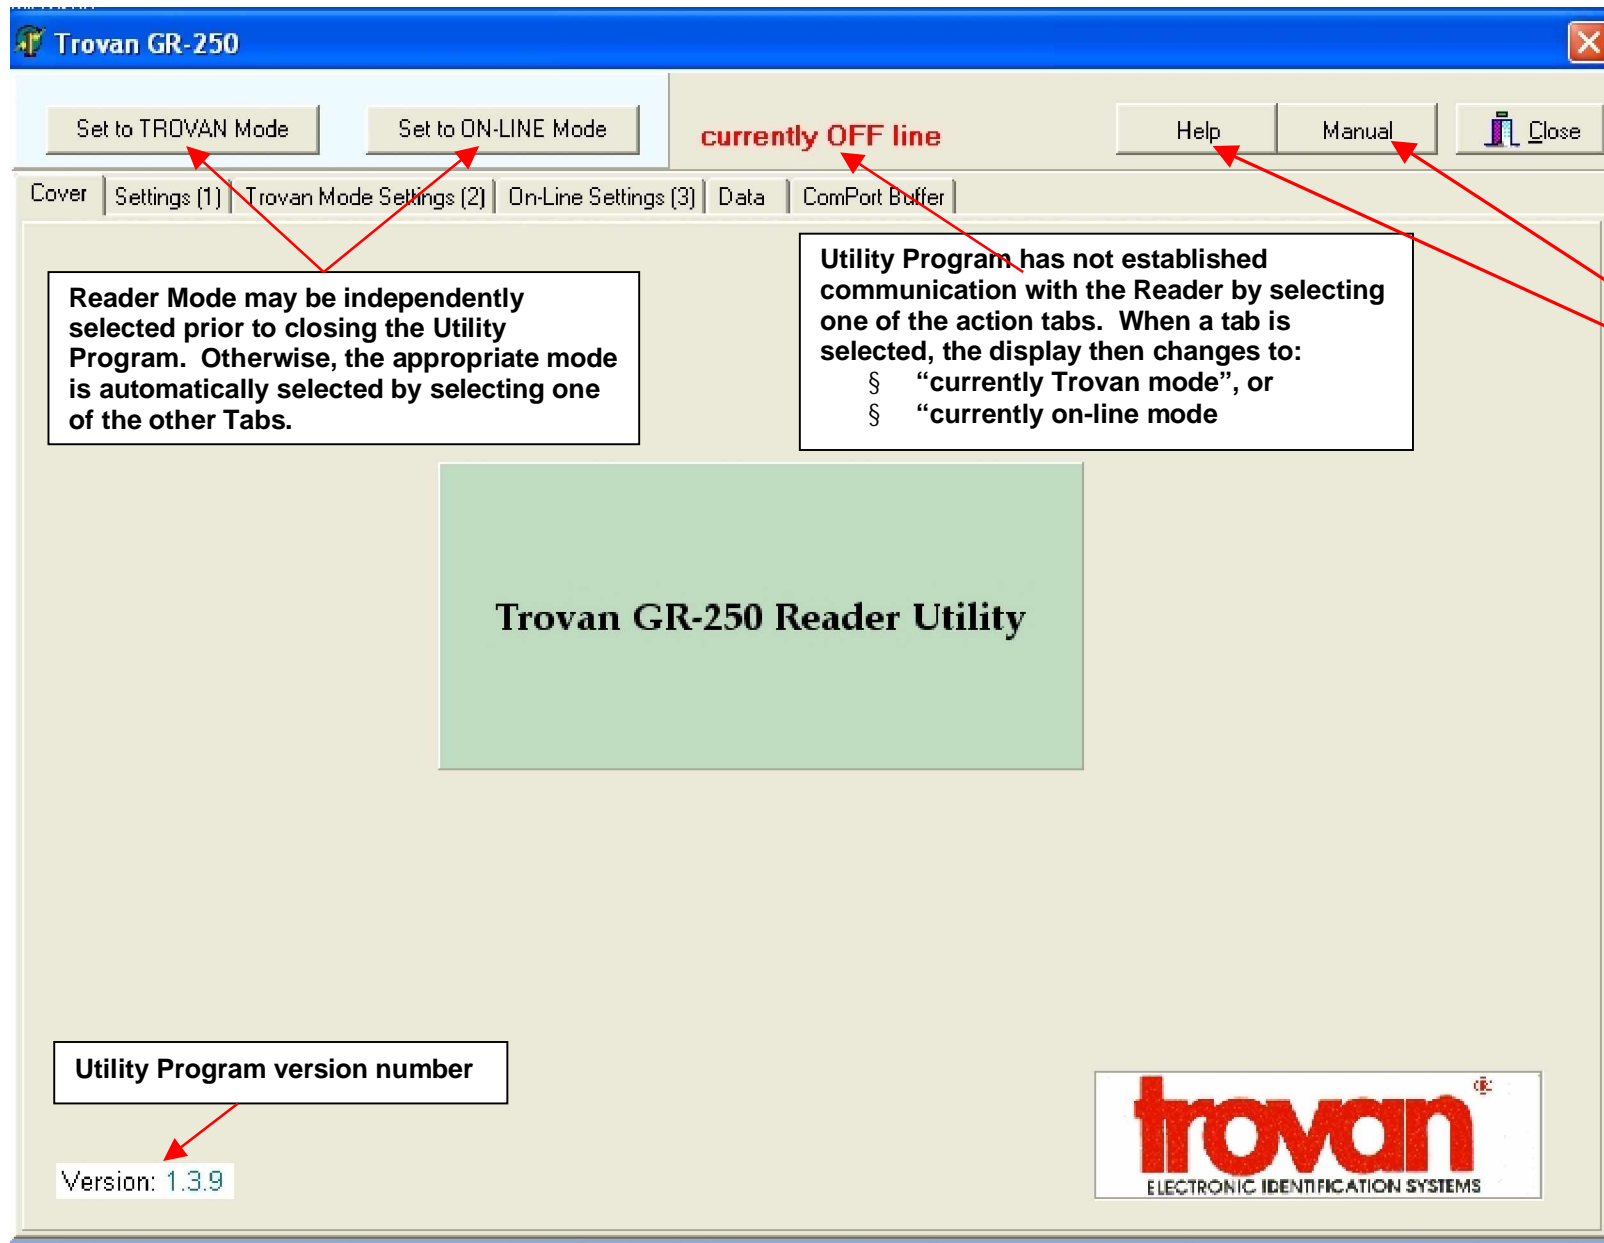 Trovan GR-250
Set to TROVAN Mode
Set to ON-LINE Mode
currently OFF line
Help
Manual
Close
Cover
Settings (1)
Trovan Mode Settings (2)
On-Line Settings (3)
Data
ComPort Buffer
Reader Mode may be independently
selected prior to closing the Utility
Program.  Otherwise, the appropriate mode
is automatically selected by selecting one
of the other Tabs.
Utility Program has not established
communication with the Reader by selecting
one of the action tabs.  When a tab is
selected, the display then changes to:
§ “currently Trovan mode”, or
§ “currently on-line mode
Trovan GR-250 Reader Utility
Utility Program version number
Version: 1.3.9
trovan®
ELECTRONIC IDENTIFICATION SYSTEMS